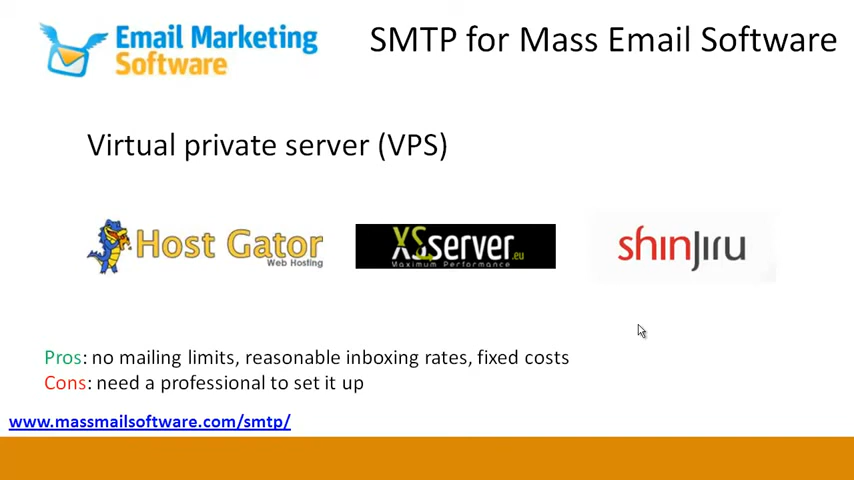 Email Marketing
Software
SMTP for Mass Email Software
Virtual private server (VPS)
Host Gator
Web Hosting
XSserver.eu
Maximum Performance
shinjiru
Pros: no mailing limits, reasonable inboxing rates, fixed costs
Cons: need a professional to set it up
www.massmailsoftware.com/smtp/